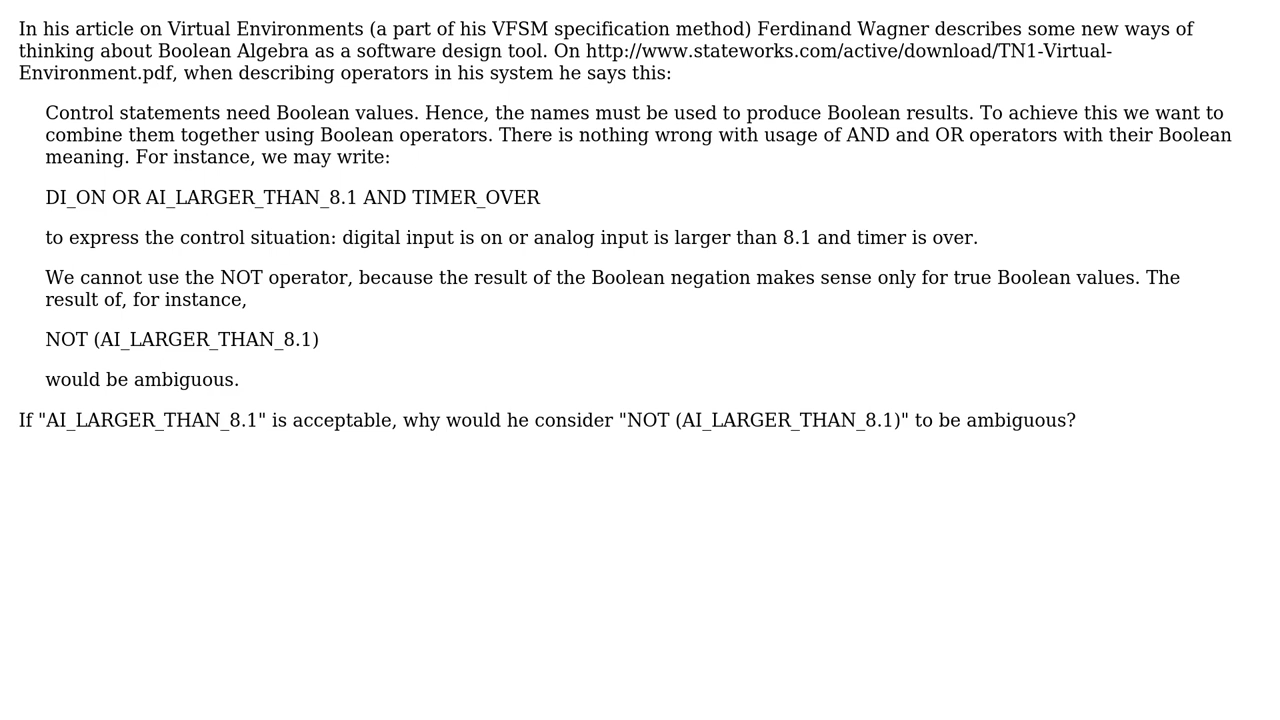 In his article on Virtual Environments (a part of his VFSM specification method) Ferdinand Wagner describes some new ways of
thinking about Boolean Algebra as a software design tool. On http://www.stateworks.com/active/download/TN1-Virtual-
Environment.pdf, when describing operators in his system he says this:
Control statements need Boolean values. Hence, the names must be used to produce Boolean results. To achieve this we want to
combine them together using Boolean operators. There is nothing wrong with usage of AND and OR operators with their Boolean
meaning. For instance, we may write:
DI_ON OR AI_LARGER_THAN_8.1 AND TIMER_OVER
to express the control situation: digital input is on or analog input is larger than 8.1 and timer is over.
We cannot use the NOT operator, because the result of the Boolean negation makes sense only for true Boolean values. The
result of, for instance,
NOT (AI_LARGER_THAN_8.1)
would be ambiguous.
If "AI_LARGER_THAN_8.1" is acceptable, why would he consider "NOT (AI_LARGER_THAN_8.1)" to be ambiguous?